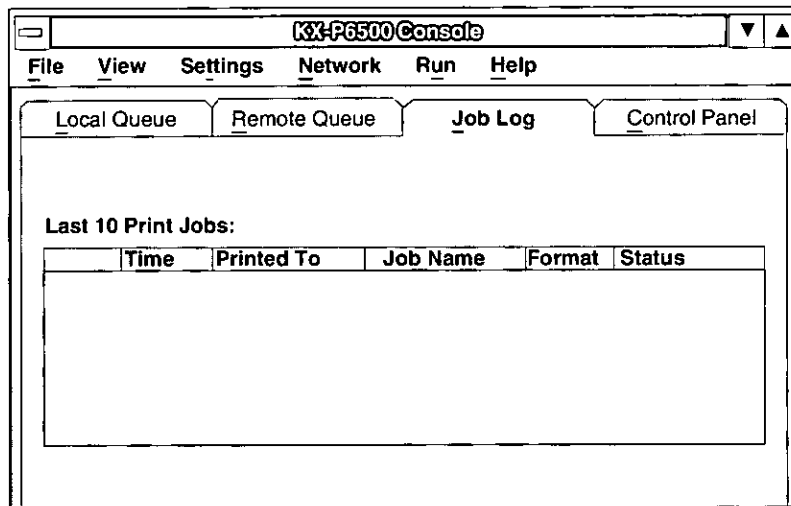 KX-P6500 Console
File View Settings Network Run Help
Local Queue Remote Queue Job Log Control Panel
Last 10 Print Jobs:
Time Printed To Job Name Format Status